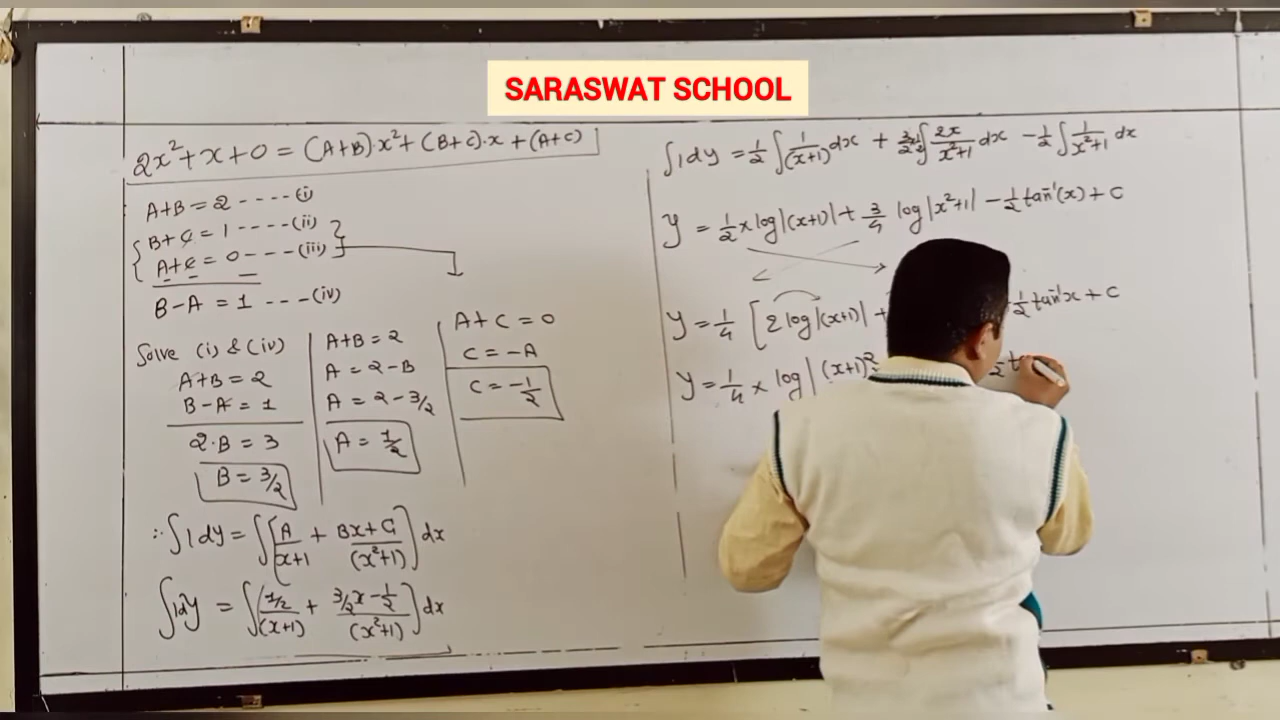 SARASWAT SCHOOL
2x²+x+0 = (A+B)·x²+(B+C)·x+(A+C)
A+B=2 ----(i)
B+C=1 ----(ii)
A+C=0 ---(iii)
B-A=1 ---(iv)
Solve (i) & (iv)
A+B=2
B-A=1
2·B=3
B=3/2
A+B=2
A=2-B
A=2-3/2
A=1/2
A+C=0
C=-A
C=-1/2
∴ ∫1dy = ∫[A/(x+1) + (Bx+C)/(x²+1)]dx
∫1dy = ∫[(1/2)/(x+1) + (3/2x-1/2)/(x²+1)]dx
∫1dy = 1/2 ∫ 1/(x+1) dx + 3/2×1/2 ∫ 2x/(x²+1) dx - 1/2 ∫ 1/(x²+1) dx
y = 1/2 × log|(x+1)| + 3/4 log|x²+1| - 1/2 tan⁻¹(x) + C
y = 1/4 [2 log|(x+1)| + 1/2 tan⁻¹x + C
y = 1/4 × log|(x+1)²